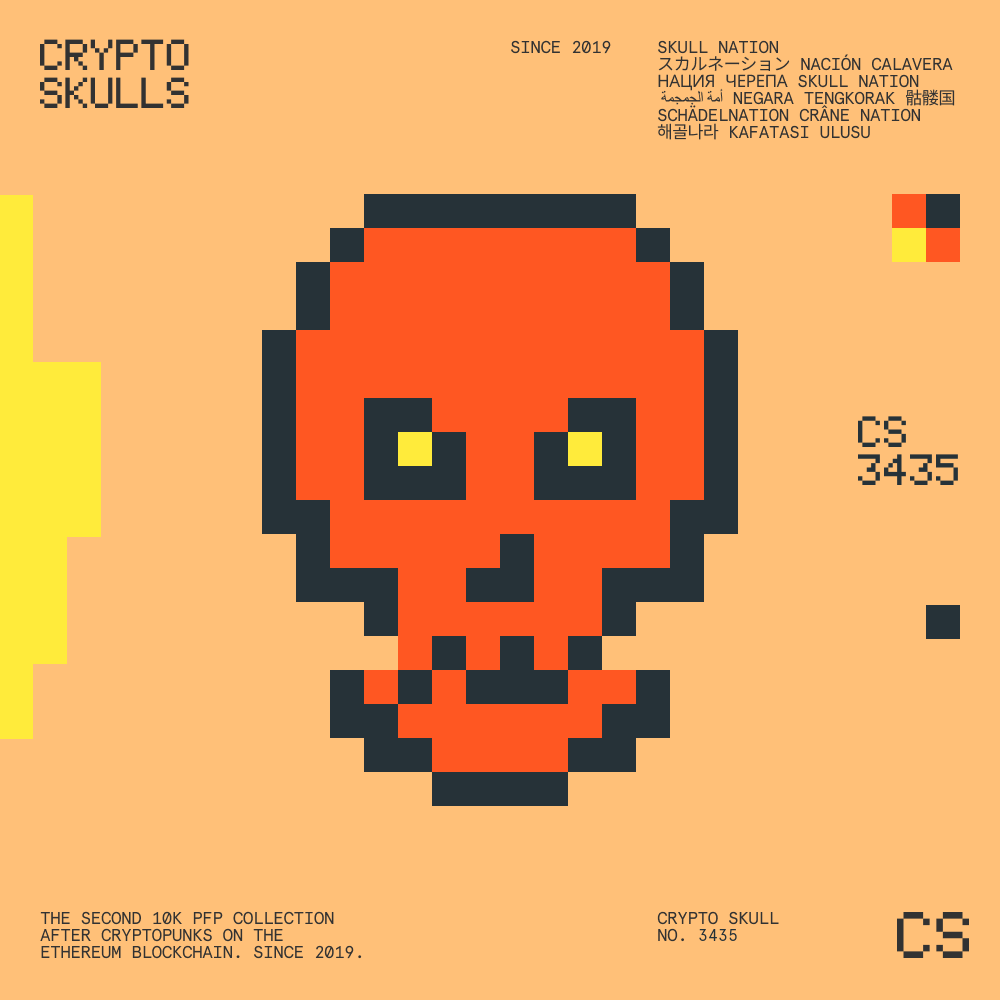 CRYPTO
SKULLS
SINCE 2019
SKULL NATION
スカルネーション NACIÓN CALAVERA
НАЦИЯ ЧЕРЕПА SKULL NATION
أمة الجمجمة NEGARA TENGKORAK 骷髅国
SCHÄDELNATION CRÂNE NATION
해골나라 KAFATASI ULUSU
CS
3435
THE SECOND 10K PFP COLLECTION
AFTER CRYPTOPUNKS ON THE
ETHEREUM BLOCKCHAIN. SINCE 2019.
CRYPTO SKULL
NO. 3435
CS